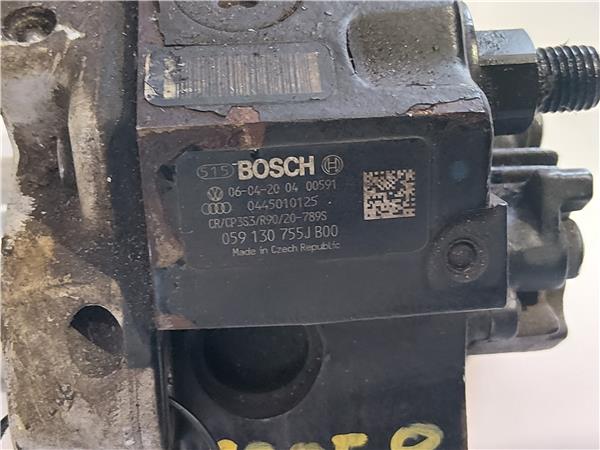 515 BOSCH
06-04-20 04 00591
0445010125
CR/CP3S3/R90/20-789S
059 130 755J B00
Made in Czech Republic